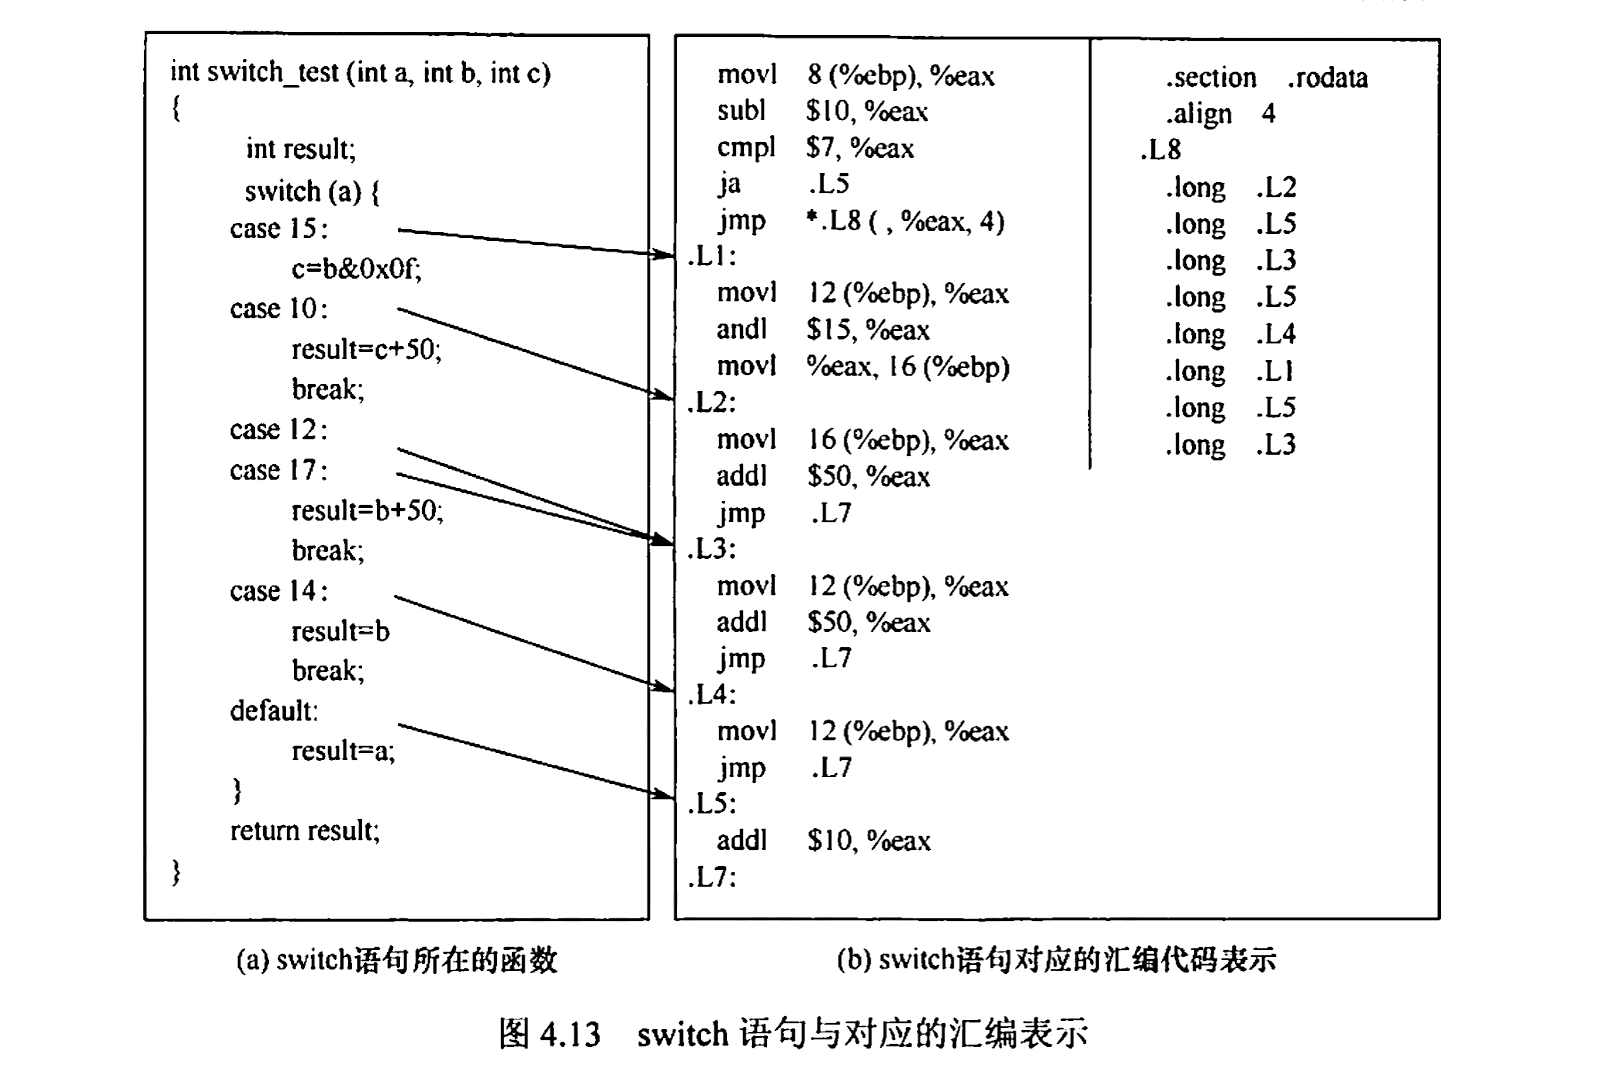 int switch_test (int a, int b, int c)
{
int result;
switch (a) {
case 15:
c=b&0x0f;
case 10:
result=c+50;
break;
case 12:
case 17:
result=b+50;
break;
case 14:
result=b
break;
default:
result=a;
}
return result;
}
movl 8 (%ebp), %eax
subl $10, %eax
cmpl $7, %eax
ja .L5
jmp *.L8 ( , %eax, 4)
.L1:
movl 12 (%ebp), %eax
andl $15, %eax
movl %eax, 16 (%ebp)
.L2:
movl 16 (%ebp), %eax
addl $50, %eax
jmp .L7
.L3:
movl 12 (%ebp), %eax
addl $50, %eax
jmp .L7
.L4:
movl 12 (%ebp), %eax
jmp .L7
.L5:
addl $10, %eax
.L7:
.section .rodata
.align 4
.L8
.long .L2
.long .L5
.long .L3
.long .L5
.long .L4
.long .L1
.long .L5
.long .L3
(a) switch语句所在的函数
(b) switch语句对应的汇编代码表示
图 4.13 switch 语句与对应的汇编表示